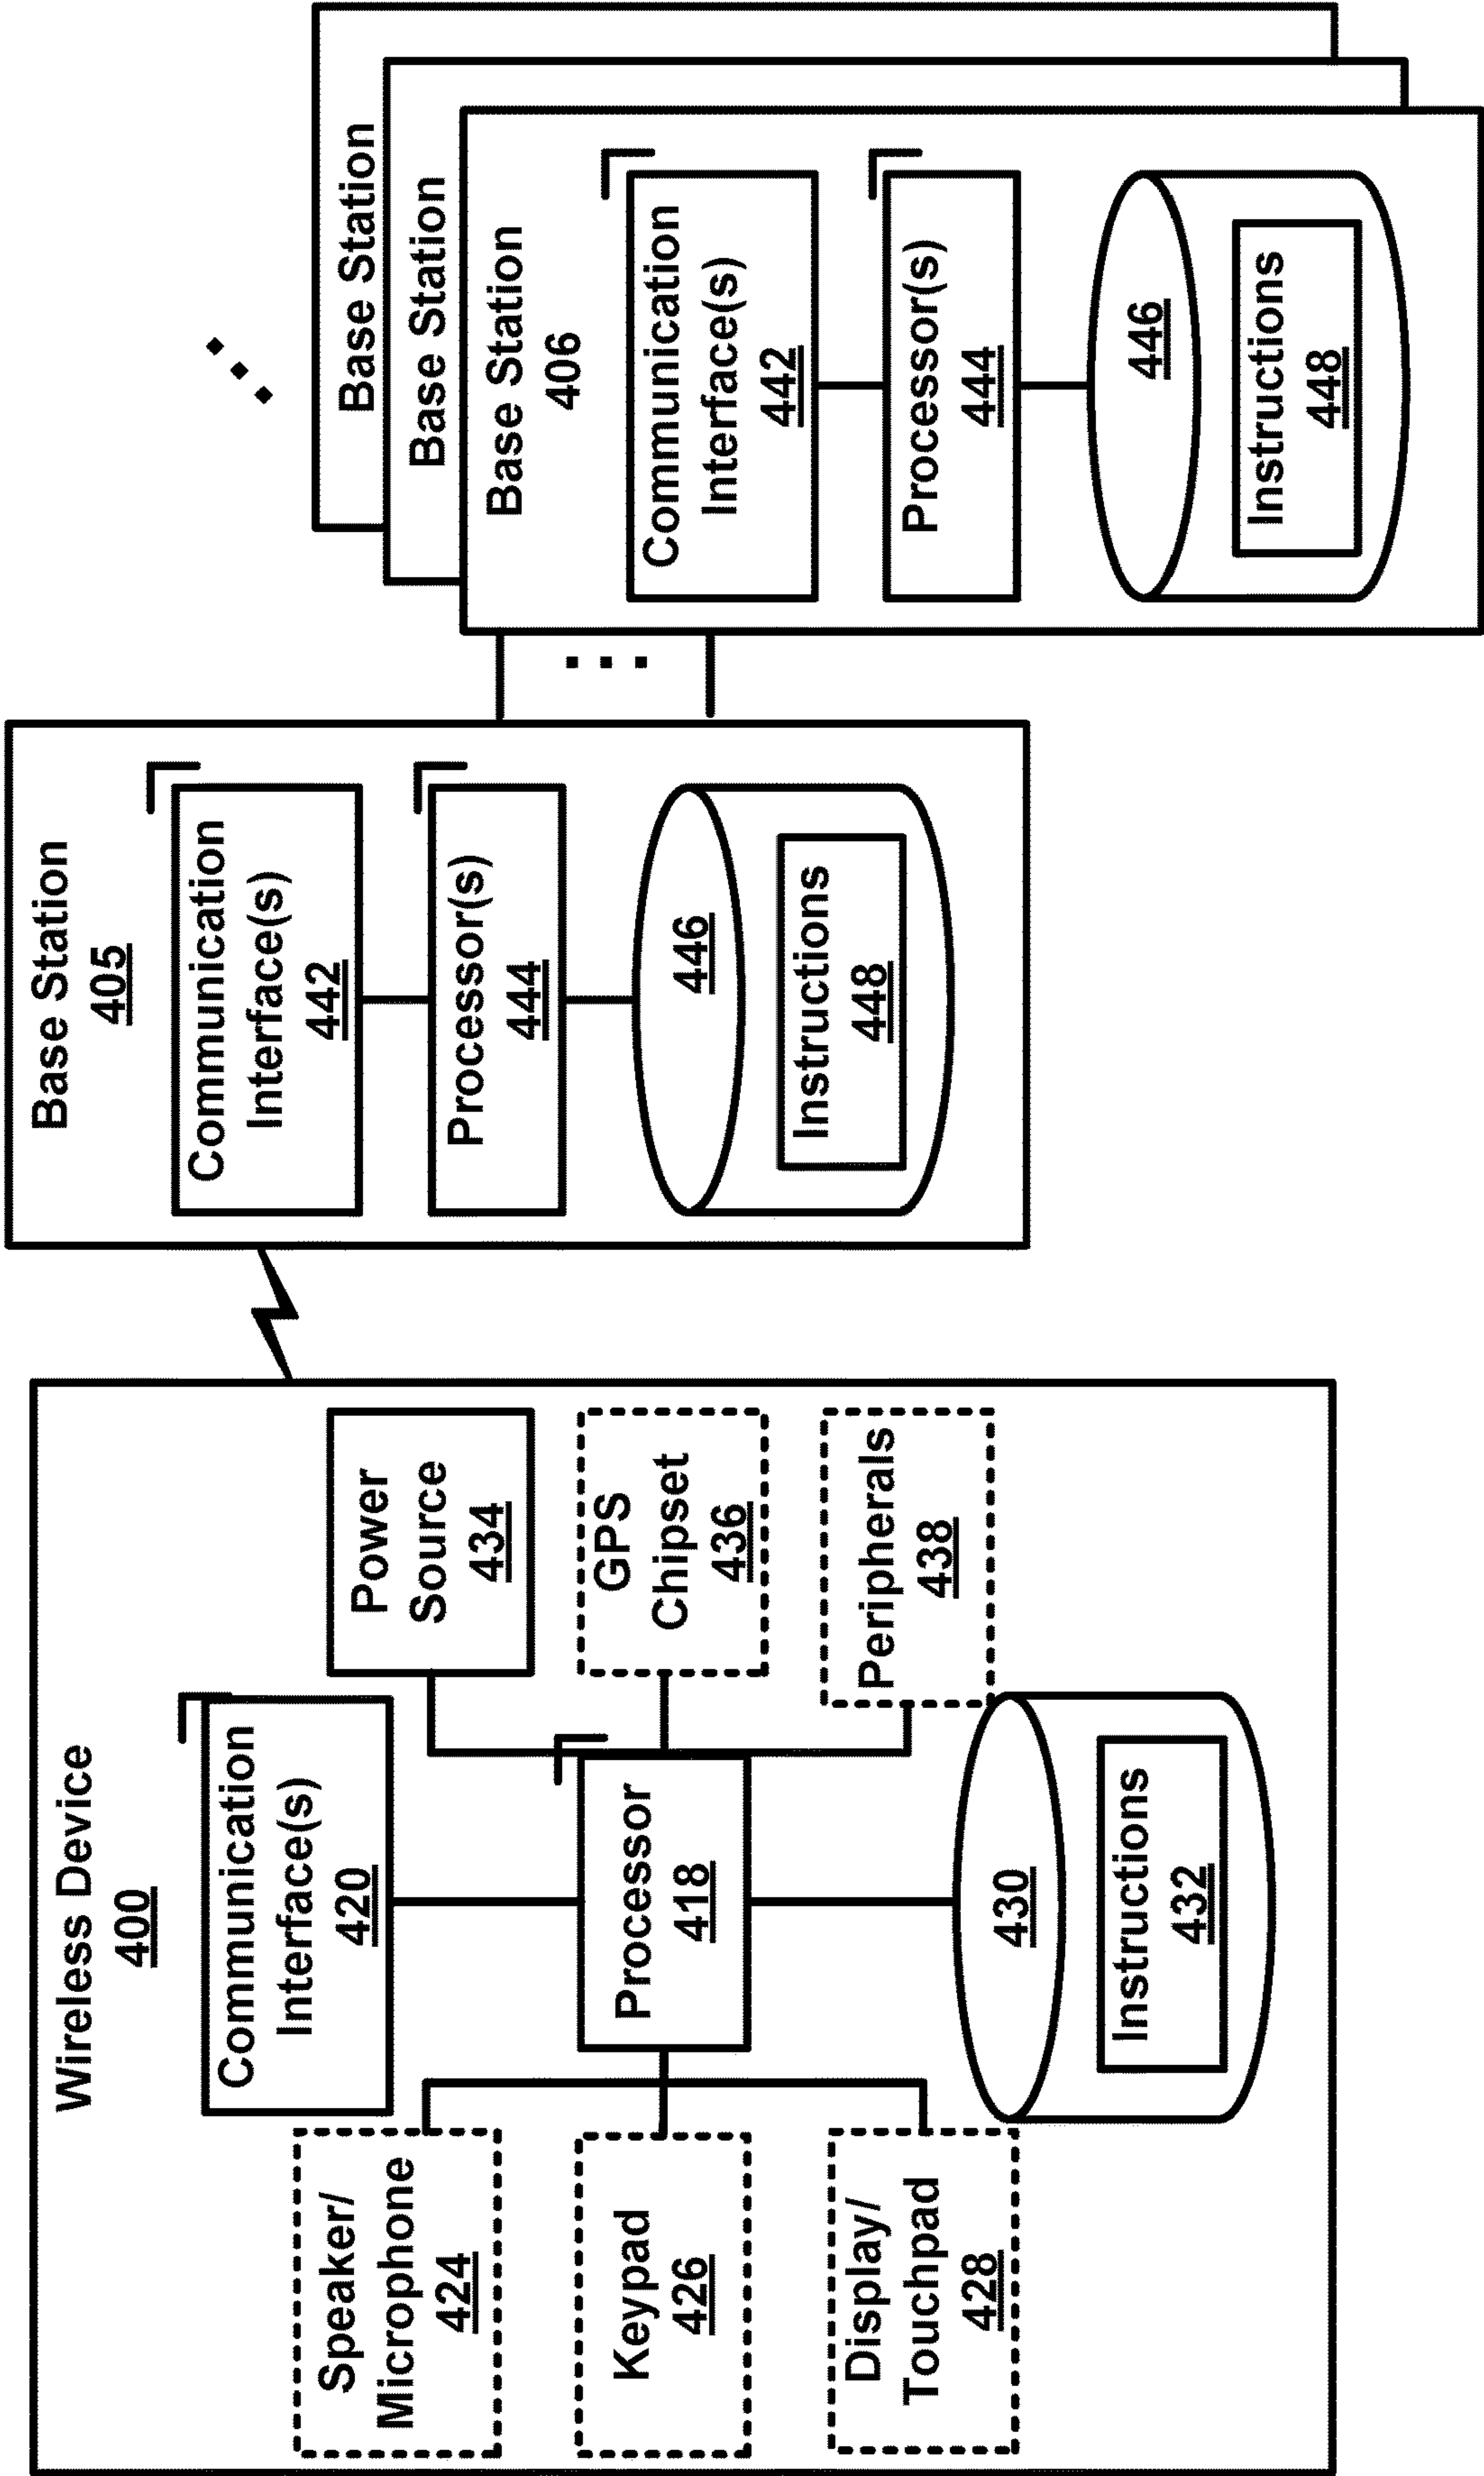 Wireless Device
400
Communication
Interface(s)
420
Speaker/
Microphone
424
Keypad
426
Display/
Touchpad
428
Processor
418
Power
Source
434
GPS
Chipset
436
Peripherals
438
430
Instructions
432
Base Station
405
Communication
Interface(s)
442
Processor(s)
444
446
Instructions
448
Base Station
Base Station
Base Station
406
Communication
Interface(s)
442
Processor(s)
444
446
Instructions
448